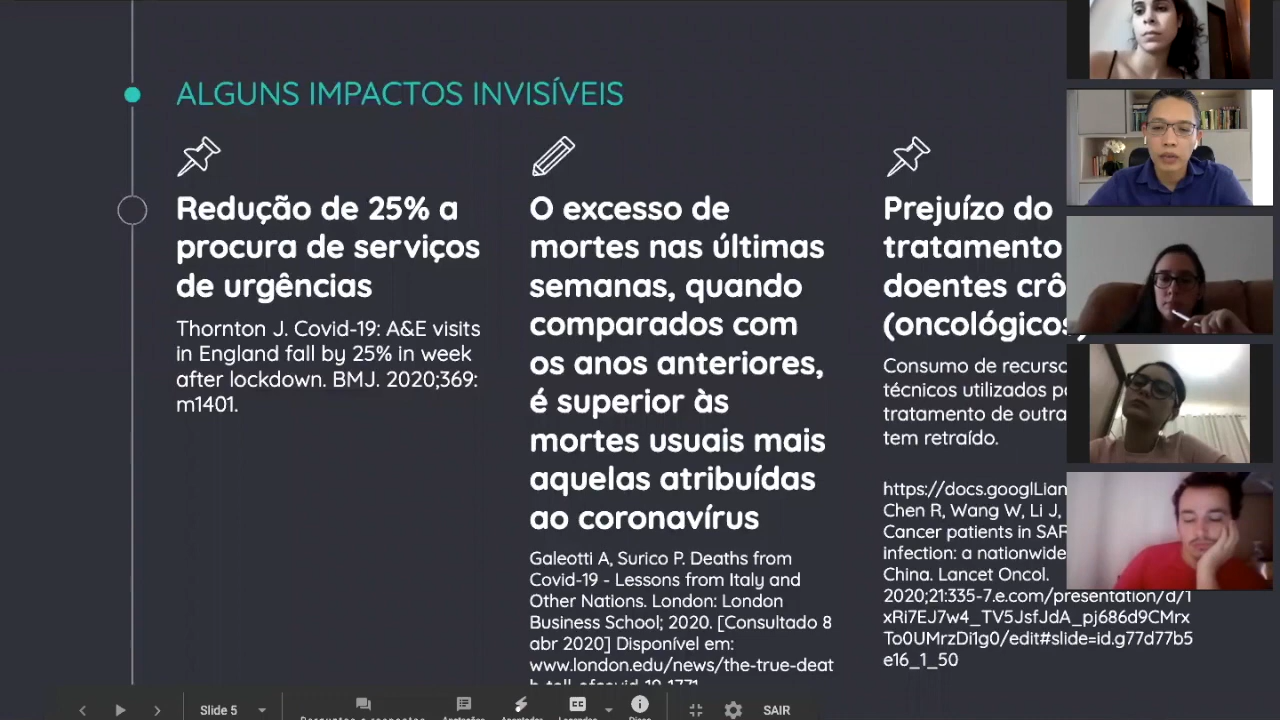 ALGUNS IMPACTOS INVISÍVEIS
Redução de 25% a
procura de serviços
de urgências
Thornton J. Covid-19: A&E visits
in England fall by 25% in week
after lockdown. BMJ. 2020;369:
m1401.
O excesso de
mortes nas últimas
semanas, quando
comparados com
os anos anteriores,
é superior às
mortes usuais mais
aquelas atribuídas
ao coronavírus
Galeotti A, Surico P. Deaths from
Covid-19 - Lessons from Italy and
Other Nations. London: London
Business School; 2020. [Consultado 8
abr 2020] Disponível em:
www.london.edu/news/the-true-deat
Prejuízo do
tratamento
doentes crô
(oncológicos
Consumo de recurso
técnicos utilizados
tratamento de outra
tem retraído.
https://docs.googlLian
Chen R, Wang W, Li J,
Cancer patients in SAR
infection: a nationwide
China. Lancet Oncol.
2020;21:335-7.e.com/presentation/d/1
xRi7EJ7w4_TV5JsfJdA_pj686d9CMrx
To0UMrzDi1g0/edit#slide=id.g77d77b5
e16_1_50
Slide 5
SAIR